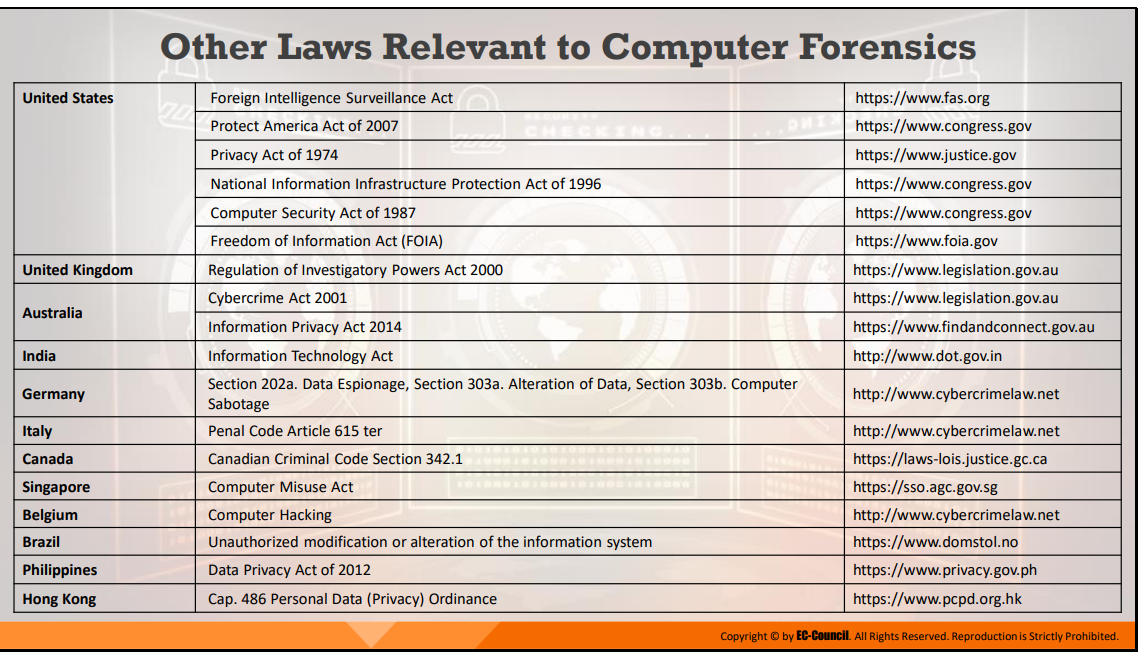 Other Laws Relevant to Computer Forensics
United States Foreign Intelligence Surveillance Act https://www.fas.org
Protect America Act of 2007 https://www.congress.gov
Privacy Act of 1974 https://www.justice.gov
National Information Infrastructure Protection Act of 1996 https://www.congress.gov
Computer Security Act of 1987 https://www.congress.gov
Freedom of Information Act (FOIA) https://www.foia.gov
United Kingdom Regulation of Investigatory Powers Act 2000 https://www.legislation.gov.au
Australia Cybercrime Act 2001 https://www.legislation.gov.au
Information Privacy Act 2014 https://www.findandconnect.gov.au
India Information Technology Act http://www.dot.gov.in
Germany Section 202a. Data Espionage, Section 303a. Alteration of Data, Section 303b. Computer
Sabotage http://www.cybercrimelaw.net
Italy Penal Code Article 615 ter http://www.cybercrimelaw.net
Canada Canadian Criminal Code Section 342.1 https://laws-lois.justice.gc.ca
Singapore Computer Misuse Act https://sso.agc.gov.sg
Belgium Computer Hacking http://www.cybercrimelaw.net
Brazil Unauthorized modification or alteration of the information system https://www.domstol.no
Philippines Data Privacy Act of 2012 https://www.privacy.gov.ph
Hong Kong Cap. 486 Personal Data (Privacy) Ordinance https://www.pcpd.org.hk
Copyright © by EC-Council. All Rights Reserved. Reproduction is Strictly Prohibited.